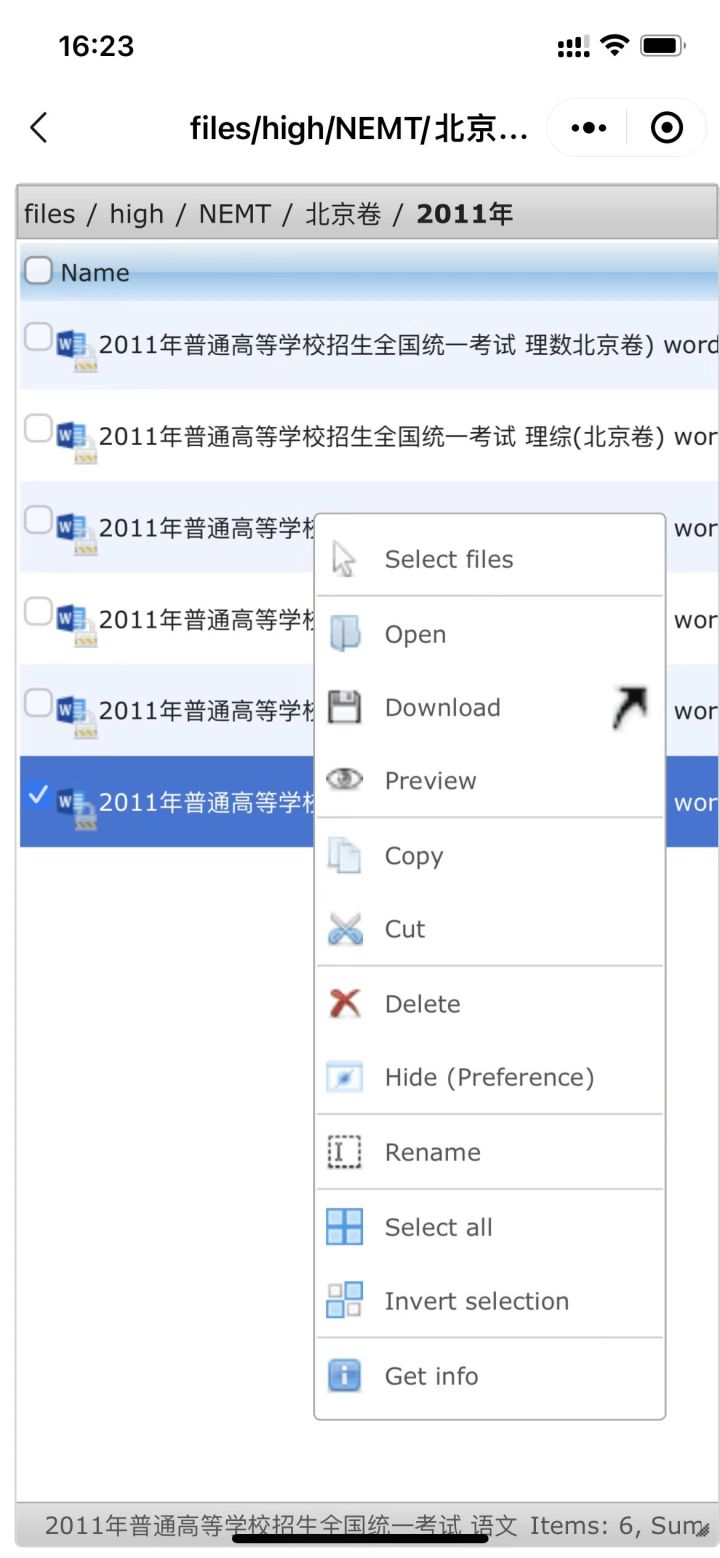 16:23
files/high/NEMT/北京...
files / high / NEMT / 北京卷 / 2011年
Name
2011年普通高等学校招生全国统一考试 理数北京卷) word
2011年普通高等学校招生全国统一考试 理综(北京卷) wor
2011年普通高等学校 wor
Select files
2011年普通高等学校 wor
Open
2011年普通高等学校 wor
Download
Preview
2011年普通高等学校 wor
Copy
Cut
Delete
Hide (Preference)
Rename
Select all
Invert selection
Get info
2011年普通高等学校招生全国统一考试 语文 Items: 6, Sum